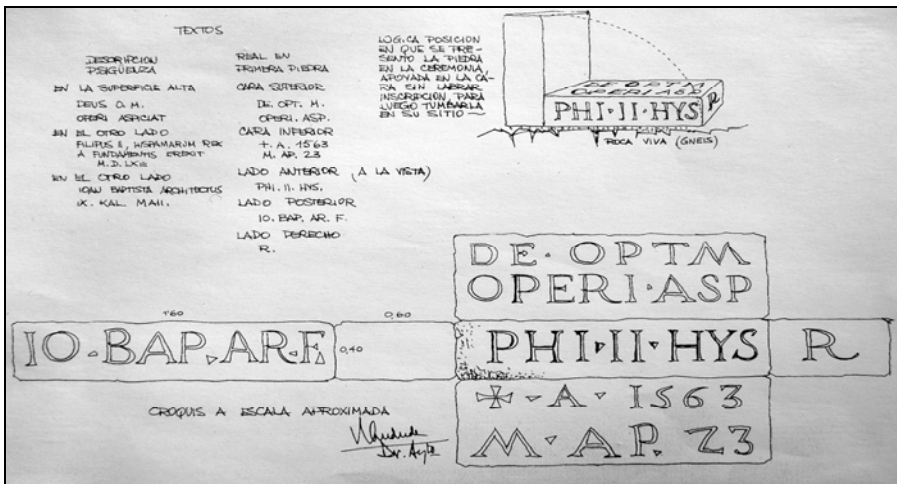 TEXTOS
DESCRIPCION
P. SIGUENZA
EN LA SUPERFICIE ALTA
DEUS O. M.
OPERI ASPICIAT
EN EL OTRO LADO
FILIPUS II, HISPANIARUM REX
A FUNDAMENTIS EREXIT
M.D.LXIII
EN EL OTRO LADO
IOAN BAPTISTA ARCHITECTUS
IX. KAL. MAII.
REAL EN
PRIMERA PIEDRA
CARA SUPERIOR
DE. OPT. M.
OPERI. ASP.
CARA INFERIOR
+. A. 1563
M. AP. 23
LADO ANTERIOR (A LA VISTA)
PHI. II. HYS.
LADO POSTERIOR
IO. BAP. AR. F.
LADO DERECHO
R.
LOGICA POSICION
EN QUE SE PRE-
SENTO LA PIEDRA
EN LA CEREMONIA,
APOYADA EN LA CA-
RA SIN LABRAR
INSCRIPCION, PARA
LUEGO TUMBARLA
EN SU SITIO
DE OPTM
OPERI ASP
PHI·II·HYS
R
ROCA VIVA (GNEIS)
DE·OPTM
OPERI·ASP
1'60
0,60
IO·BAP·AR·F
0,40
PHI·II·HYS
R
+·A·1563
M·AP·23
CROQUIS A ESCALA APROXIMADA